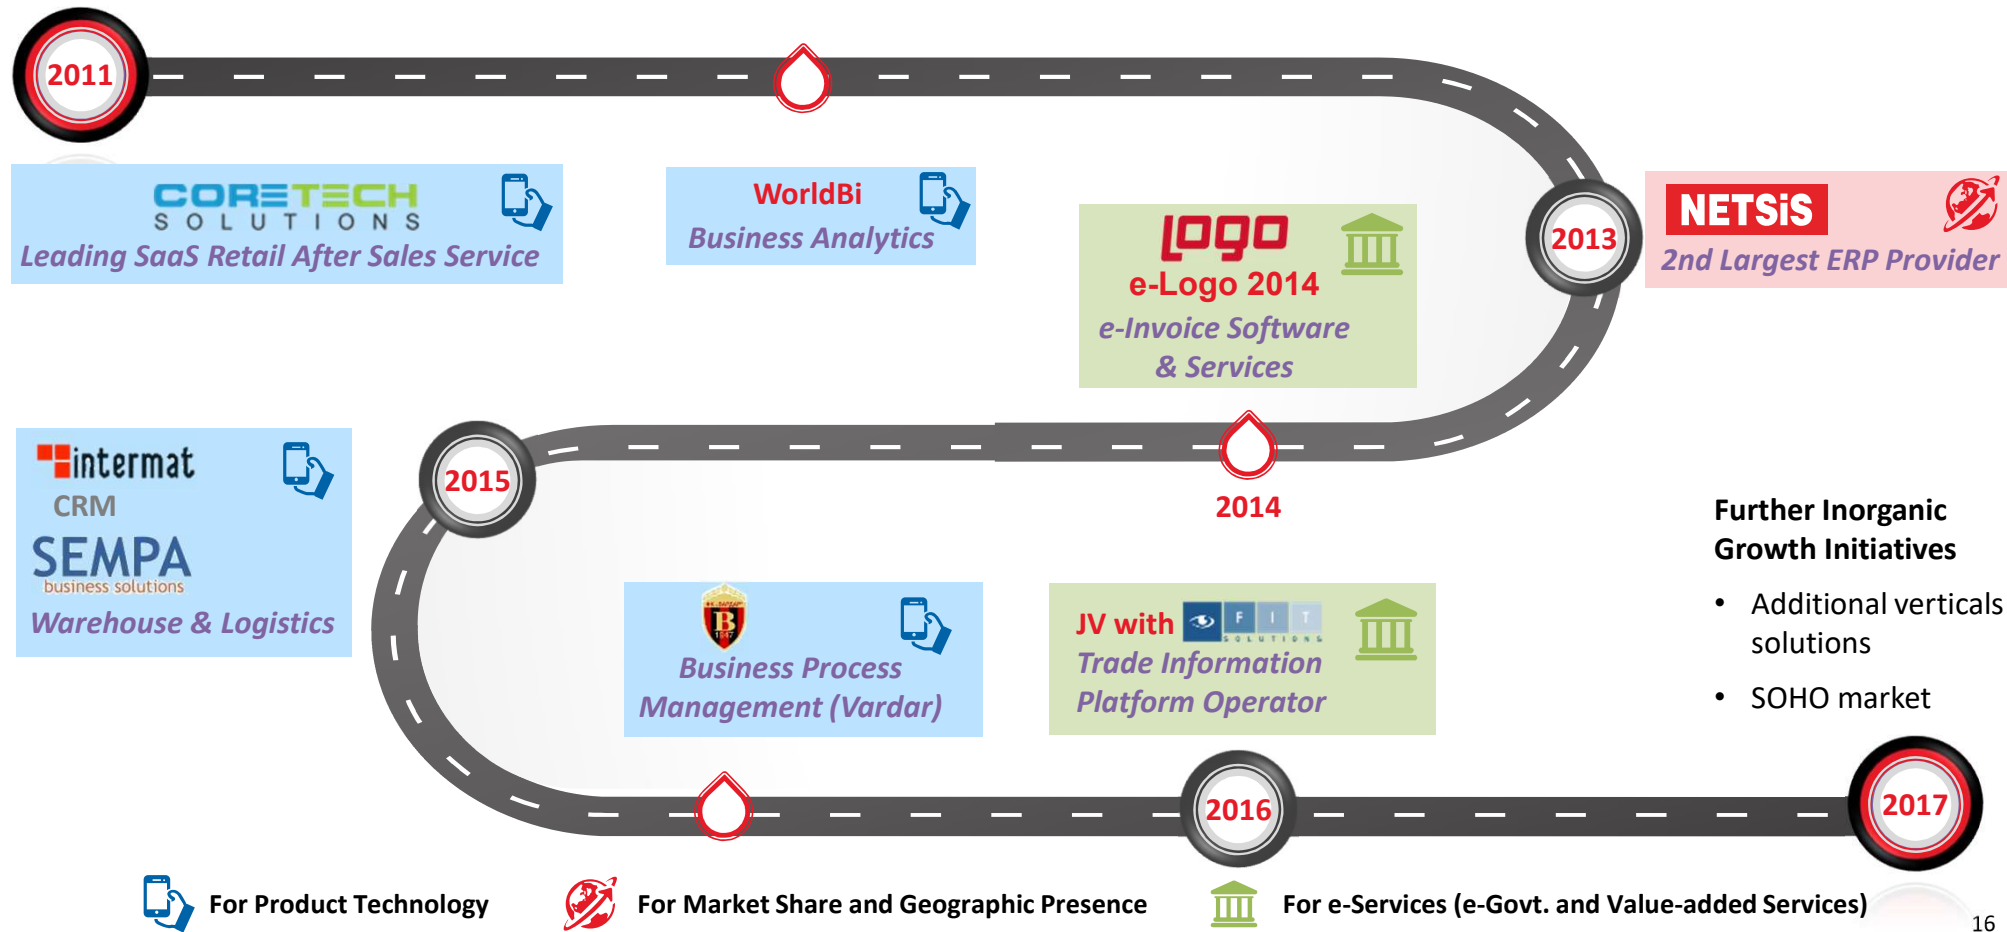 2011
CORETECH
SOLUTIONS
Leading SaaS Retail After Sales Service
WorldBi
Business Analytics
LOGO
e-Logo 2014
e-Invoice Software
& Services
2013
NETSiS
2nd Largest ERP Provider
intermat
CRM
SEMPA
business solutions
Warehouse & Logistics
2015
2014
Further Inorganic
Growth Initiatives
• Additional verticals
solutions
• SOHO market
B
1947
Business Process
Management (Vardar)
JV with FIT
SOLUTIONS
Trade Information
Platform Operator
2016
2017
For Product Technology
For Market Share and Geographic Presence
For e-Services (e-Govt. and Value-added Services)
16